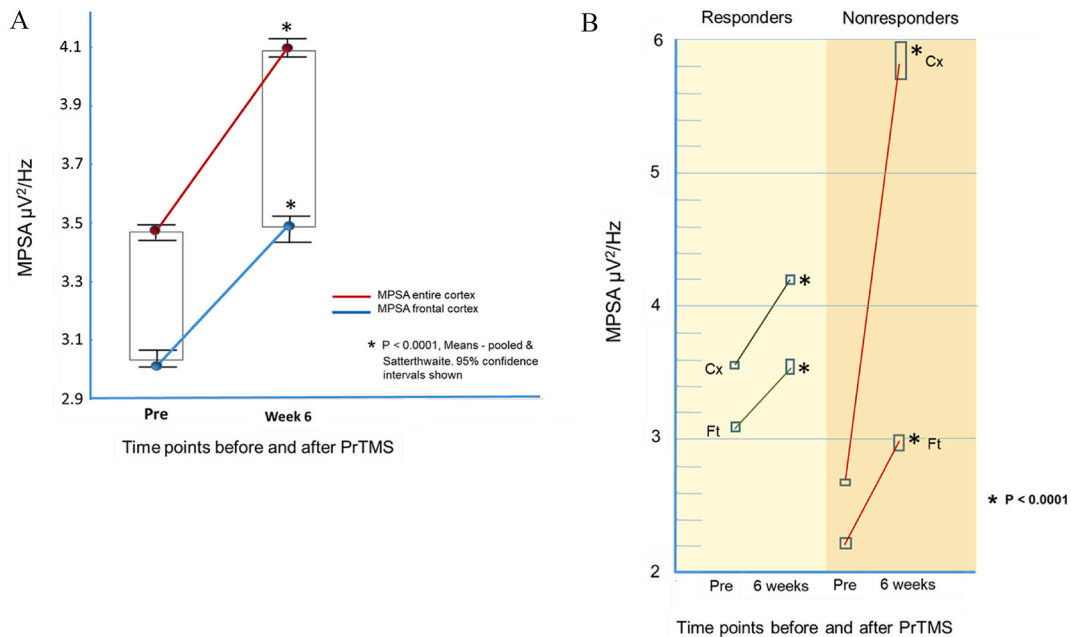 A
MPSA µV²/Hz
4.1
3.9
3.7
3.5
3.3
3.1
2.9
*
*
MPSA entire cortex
MPSA frontal cortex
* P < 0.0001, Means - pooled &
Satterthwaite. 95% confidence
intervals shown
Pre
Week 6
Time points before and after PrTMS
B
Responders
Nonresponders
MPSA µV²/Hz
6
5
4
3
2
* Cx
*
Cx
*
Ft
* Ft
* P < 0.0001
Pre
6 weeks
Pre
6 weeks
Time points before and after PrTMS